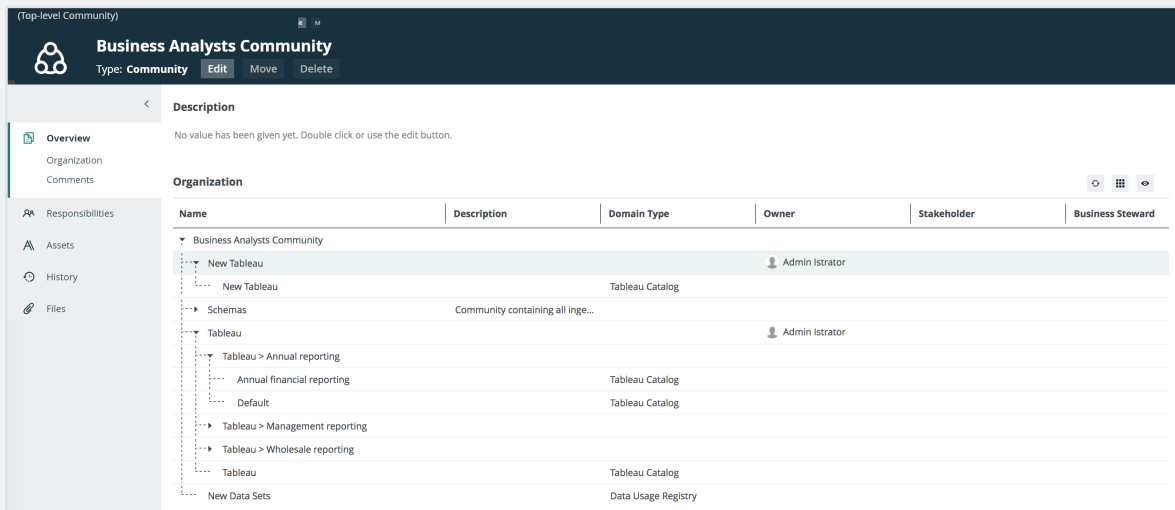 (Top-level Community)
R M
Business Analysts Community
Type: Community Edit Move Delete
Description
No value has been given yet. Double click or use the edit button.
Overview
Organization
Comments
Responsibilities
Assets
History
Files
Organization
Name Description Domain Type Owner Stakeholder Business Steward
Business Analysts Community
New Tableau Admin Istrator
New Tableau Tableau Catalog
Schemas Community containing all inge...
Tableau Admin Istrator
Tableau > Annual reporting
Annual financial reporting Tableau Catalog
Default Tableau Catalog
Tableau > Management reporting
Tableau > Wholesale reporting
Tableau Tableau Catalog
New Data Sets Data Usage Registry